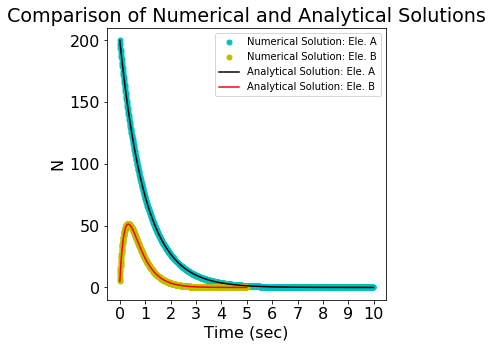 Comparison of Numerical and Analytical Solutions
Numerical Solution: Ele. A
Numerical Solution: Ele. B
Analytical Solution: Ele. A
Analytical Solution: Ele. B
200
150
100
50
0
N
0 1 2 3 4 5 6 7 8 9 10
Time (sec)